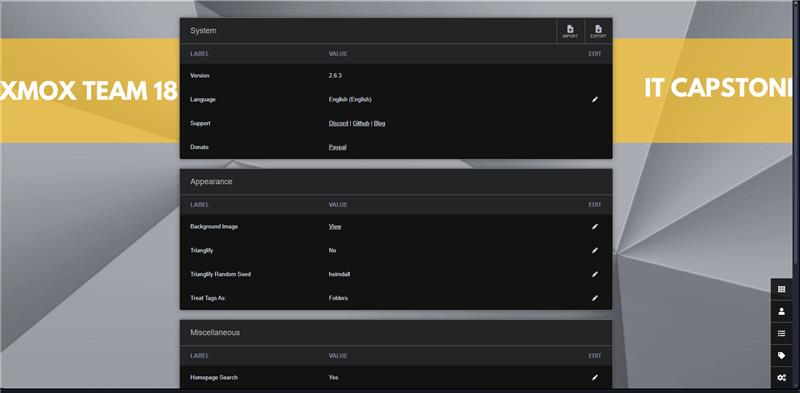 System
IMPORT
EXPORT
LABEL VALUE EDIT
Version 2.6.3
XMOX TEAM 18
IT CAPSTON
Language English (English)
Support Discord | Github | Blog
Donate Paypal
Appearance
LABEL VALUE EDIT
Background Image View
Trianglify No
Trianglify Random Seed heimdall
Treat Tags As: Folders
Miscellaneous
LABEL VALUE EDIT
Homepage Search Yes